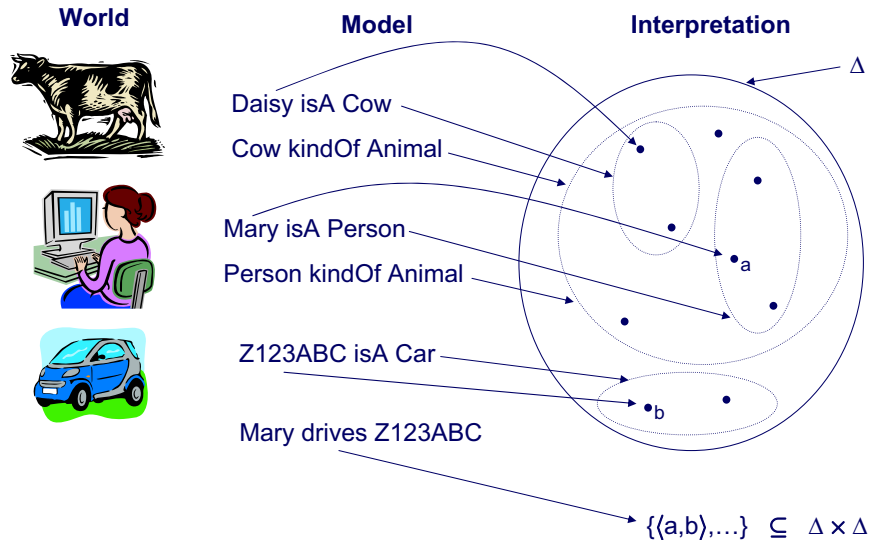 World
Model
Interpretation
Δ
Daisy isA Cow
Cow kindOf Animal
Mary isA Person
a
Person kindOf Animal
Z123ABC isA Car
b
Mary drives Z123ABC
{⟨a,b⟩,…} ⊆ Δ × Δ